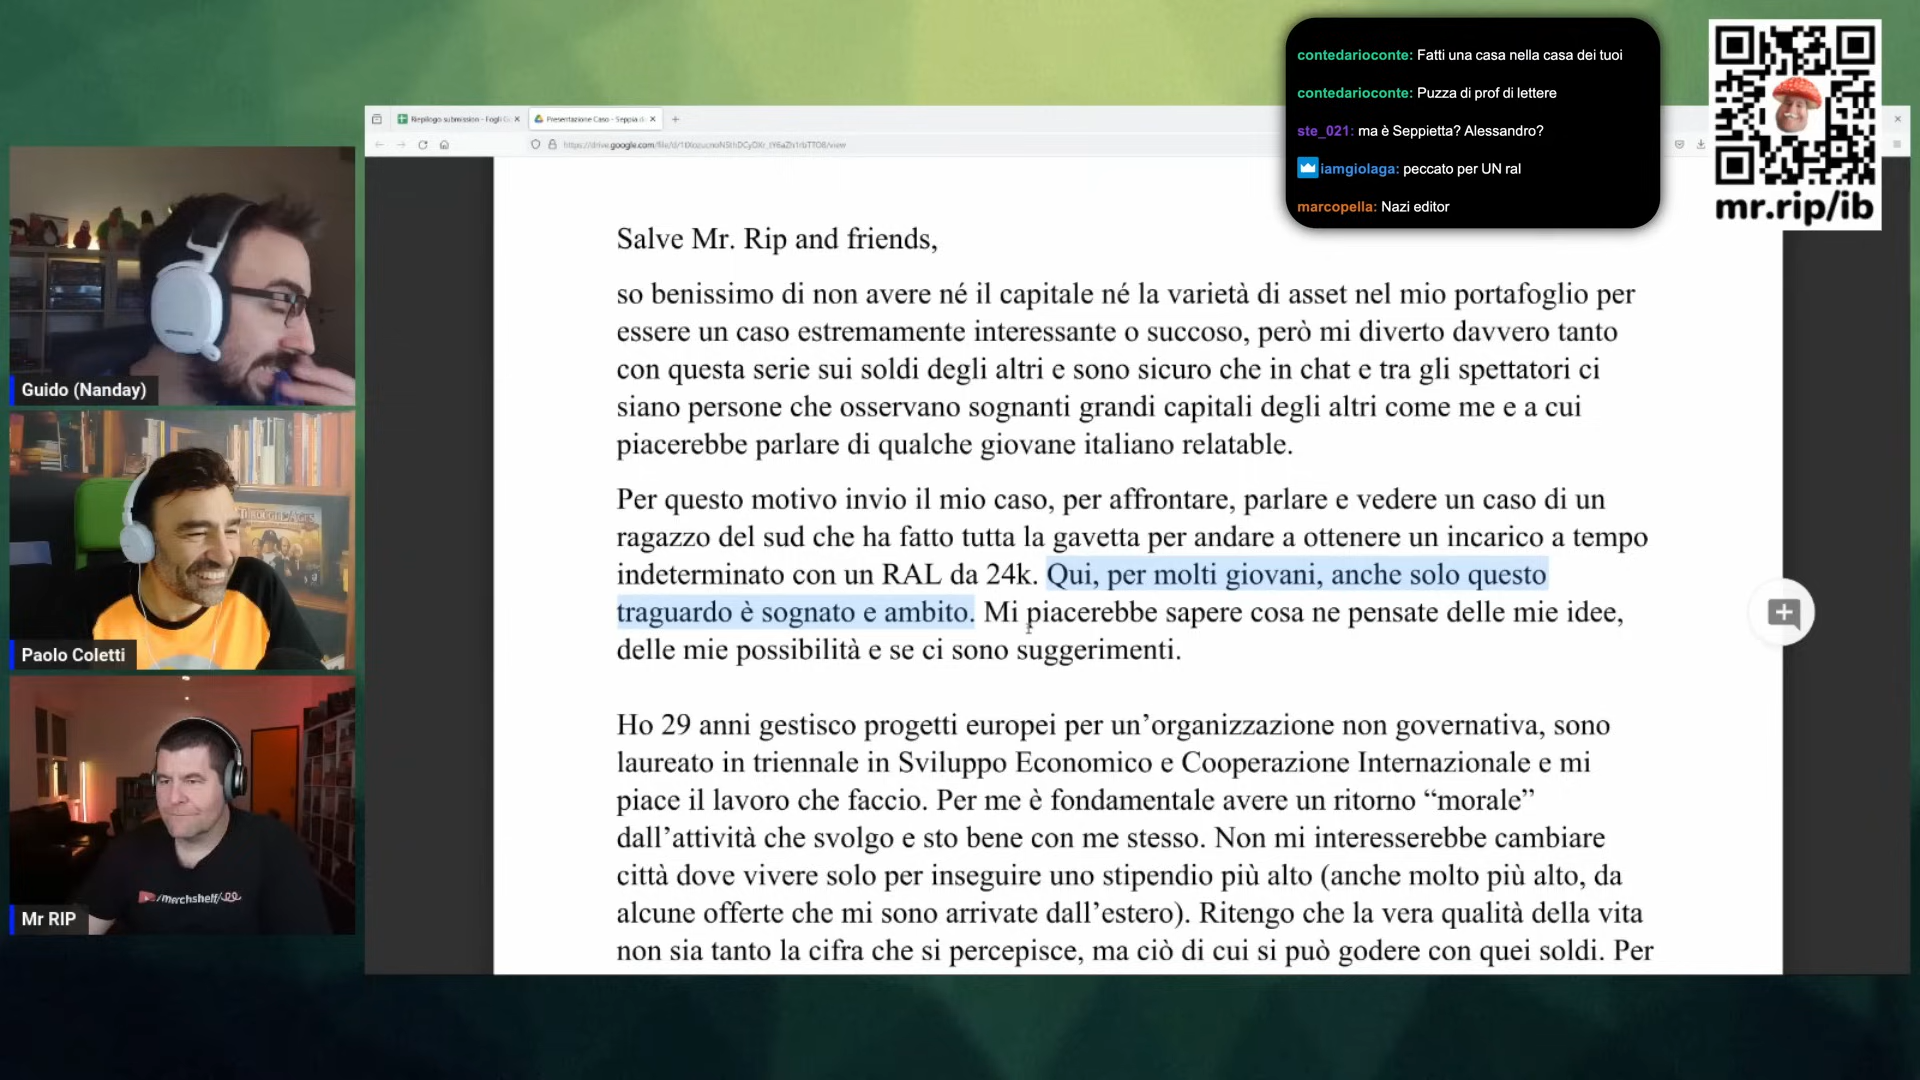 contedarioconte: Fatti una casa nella casa dei tuoi
contedarioconte: Puzza di prof di lettere
ste_021: ma è Seppietta? Alessandro?
iamgiolaga: peccato per UN ral
marcopella: Nazi editor
mr.rip/ib
Riepilogo submission - Fogli G
Presentazione Caso - Seppia
Salve Mr. Rip and friends,
so benissimo di non avere né il capitale né la varietà di asset nel mio portafoglio per
essere un caso estremamente interessante o succoso, però mi diverto davvero tanto
con questa serie sui soldi degli altri e sono sicuro che in chat e tra gli spettatori ci
siano persone che osservano sognanti grandi capitali degli altri come me e a cui
piacerebbe parlare di qualche giovane italiano relatable.
Per questo motivo invio il mio caso, per affrontare, parlare e vedere un caso di un
ragazzo del sud che ha fatto tutta la gavetta per andare a ottenere un incarico a tempo
indeterminato con un RAL da 24k. Qui, per molti giovani, anche solo questo
traguardo è sognato e ambito. Mi piacerebbe sapere cosa ne pensate delle mie idee,
delle mie possibilità e se ci sono suggerimenti.
Ho 29 anni gestisco progetti europei per un’organizzazione non governativa, sono
laureato in triennale in Sviluppo Economico e Cooperazione Internazionale e mi
piace il lavoro che faccio. Per me è fondamentale avere un ritorno “morale”
dall’attività che svolgo e sto bene con me stesso. Non mi interesserebbe cambiare
città dove vivere solo per inseguire uno stipendio più alto (anche molto più alto, da
alcune offerte che mi sono arrivate dall’estero). Ritengo che la vera qualità della vita
non sia tanto la cifra che si percepisce, ma ciò di cui si può godere con quei soldi. Per
Guido (Nanday)
Paolo Coletti
/merchshelf/
Mr RIP